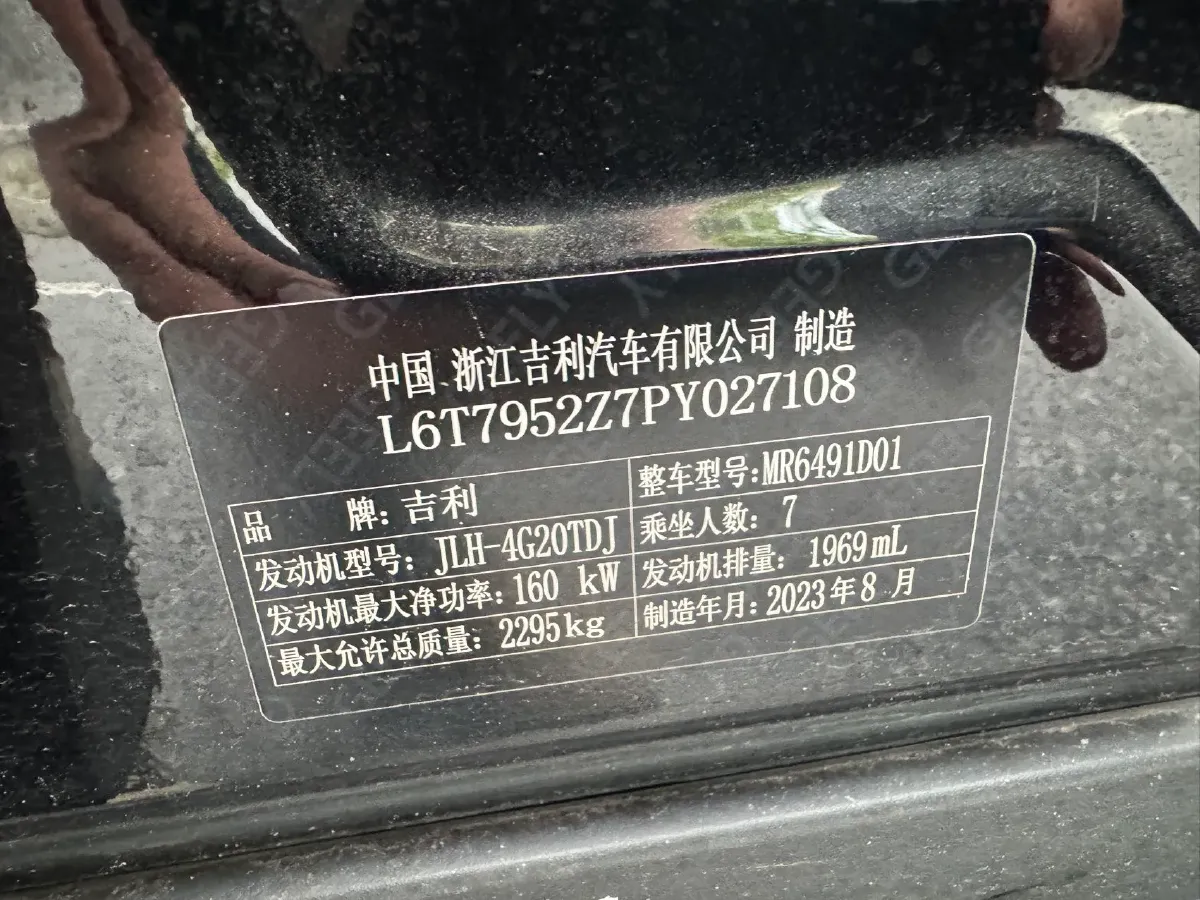 中国 浙江吉利汽车有限公司 制造
L6T7952Z7PY027108
品 牌: 吉利
整车型号:MR6491D01
发动机型号: JLH-4G20TDJ
乘坐人数: 7
发动机最大净功率:160 kW
发动机排量: 1969mL
最大允许总质量: 2295kg
制造年月:2023年8 月